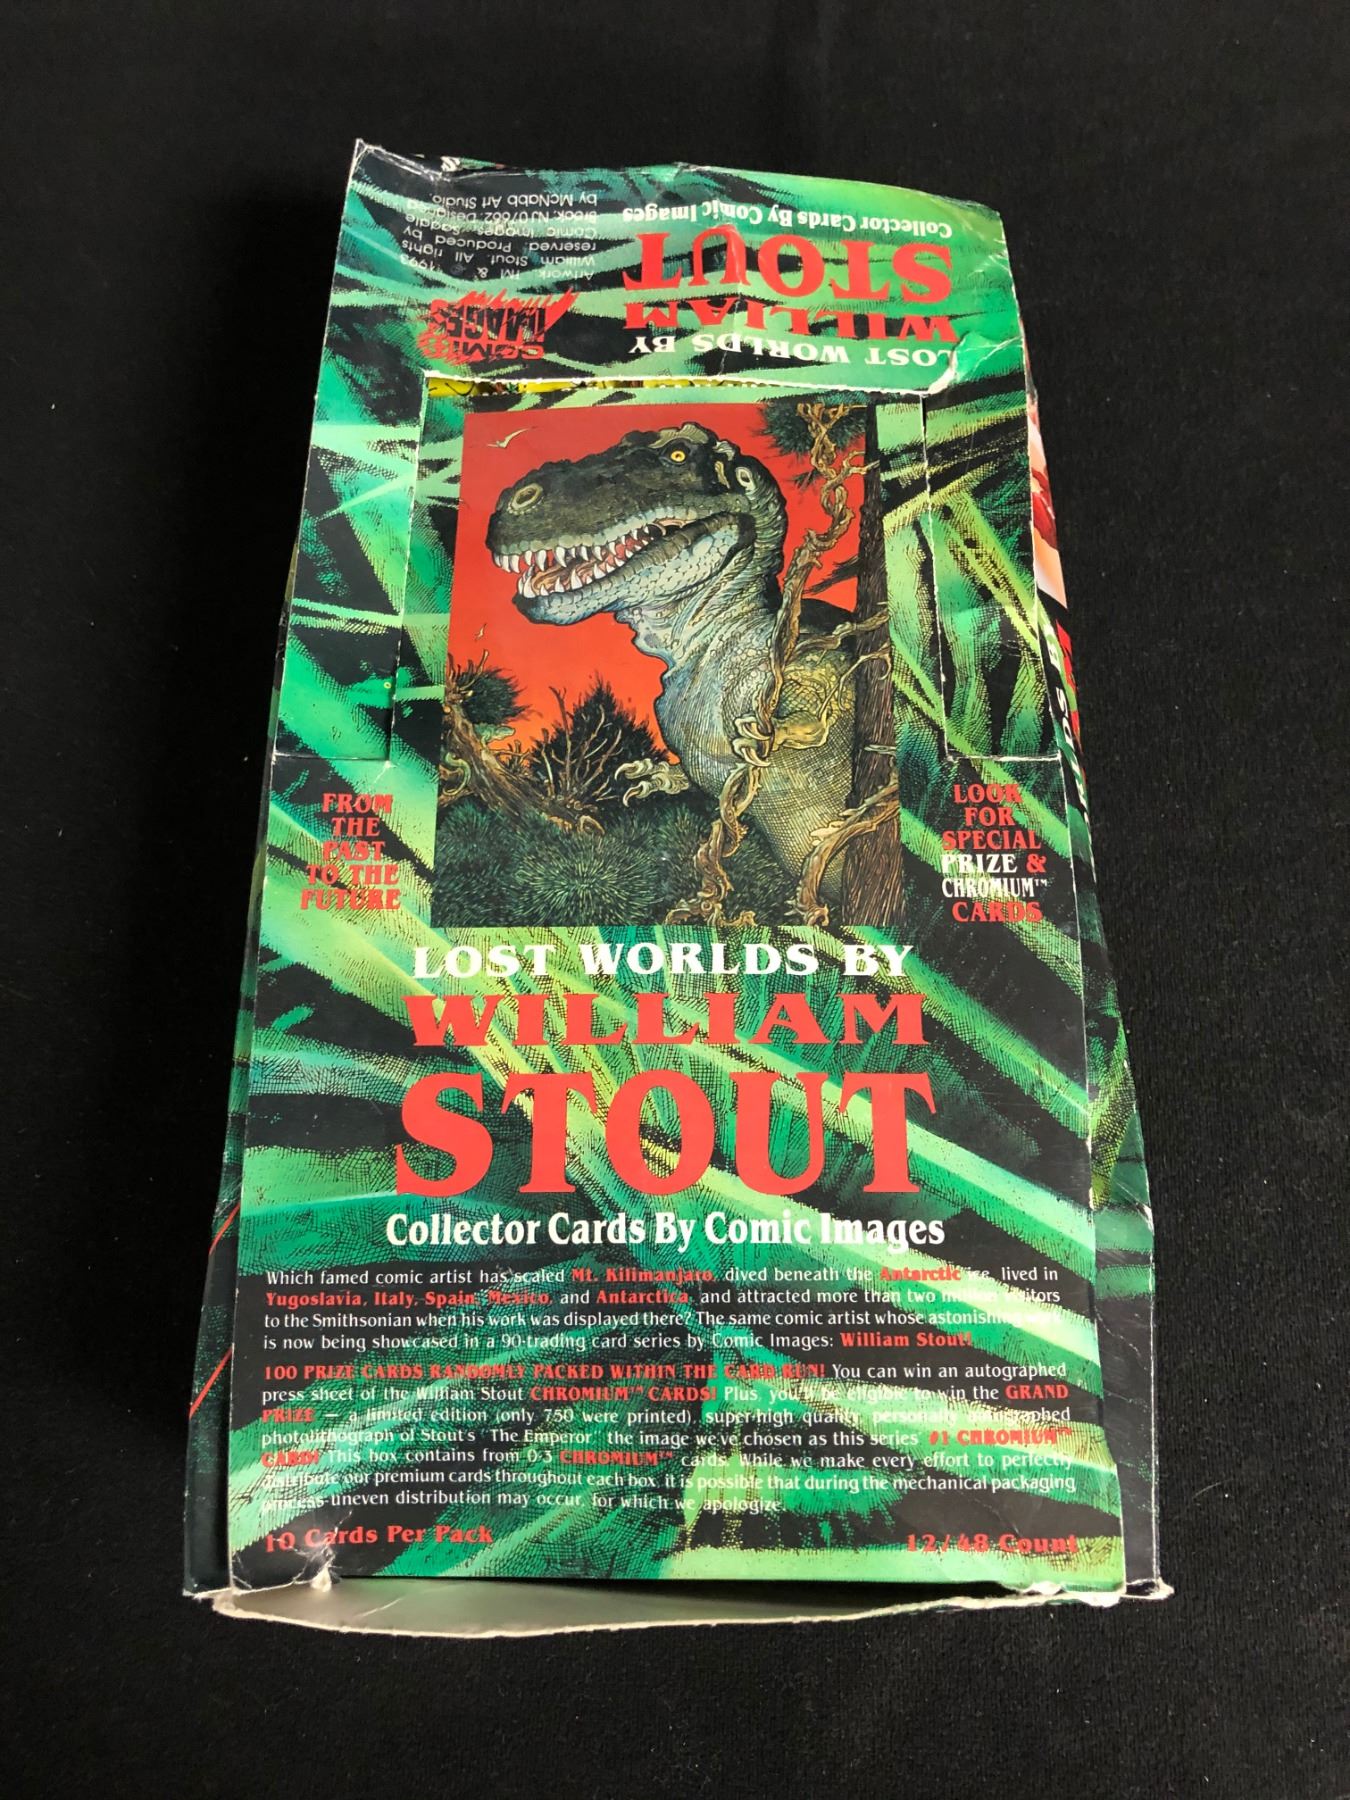 Collector Cards By Comic Images
STOUT
WILLIAM
LOST WORLDS BY
Artwork: TM &
1993
William Stout. All rights
reserved. Produced by
Comic Images, Saddle
Brook, NJ 07662. Designed
by McNabb Art Studio.
COMIC
IMAGES
FROM
THE
PAST
TO THE
FUTURE
LOOK
FOR
SPECIAL
PRIZE &
CHROMIUM™
CARDS
LOST WORLDS BY
WILLIAM
STOUT
Collector Cards By Comic Images
Which famed comic artist has scaled Mt. Kilimanjaro, dived beneath the Antarctic ice, lived in
Yugoslavia, Italy, Spain, Mexico, and Antarctica, and attracted more than two million visitors
to the Smithsonian when his work was displayed there? The same comic artist whose astonishing work
is now being showcased in a 90-trading card series by Comic Images: William Stout!
100 PRIZE CARDS RANDOMLY PACKED WITHIN THE CARD RUN! You can win an autographed
press sheet of the William Stout CHROMIUM™ CARDS! Plus, you'll be eligible to win the GRAND
PRIZE — a limited edition (only 750 were printed), super-high quality, personally autographed
photolithograph of Stout's "The Emperor," the image we've chosen as this series' #1 CHROMIUM™
CARD! This box contains from 0-3 CHROMIUM™ cards. While we make every effort to perfectly
distribute our premium cards throughout each box, it is possible that during the mechanical packaging
process uneven distribution may occur, for which we apologize.
10 Cards Per Pack
12/48 Count